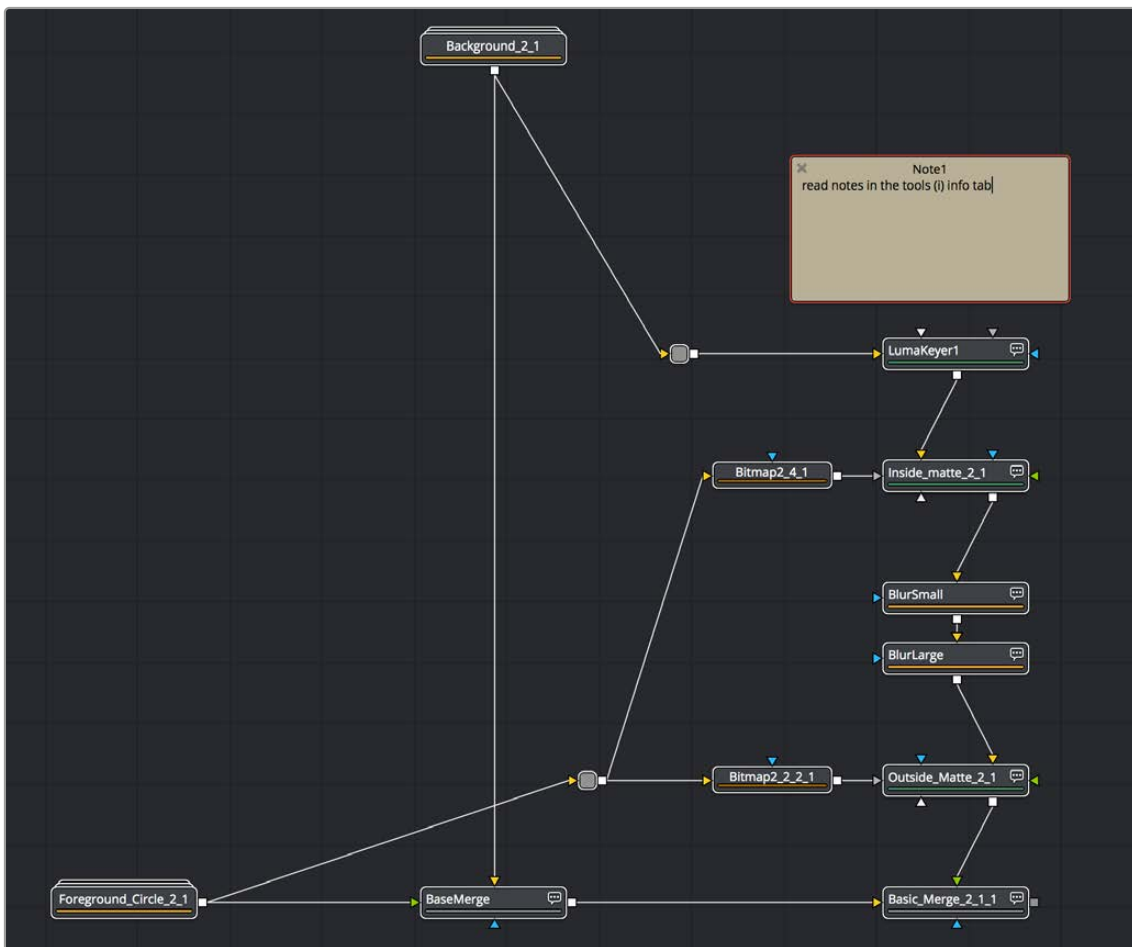 Background_2_1
Note1
read notes in the tools (i) info tab
LumaKeyer1
Bitmap2_4_1
Inside_matte_2_1
BlurSmall
BlurLarge
Bitmap2_2_2_1
Outside_Matte_2_1
Foreground_Circle_2_1
BaseMerge
Basic_Merge_2_1_1